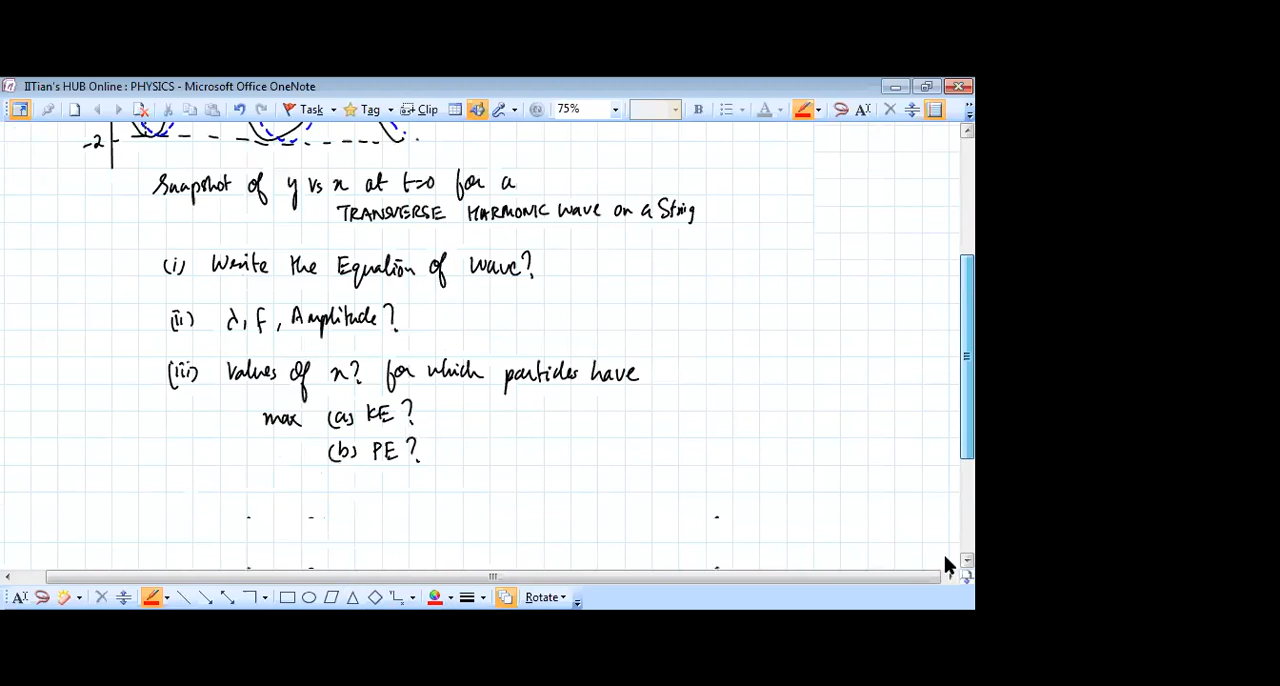 IITian's HUB Online : PHYSICS - Microsoft Office OneNote
Task Tag Clip 75% B A A
-2
Snapshot of y vs x at t=0 for a
TRANSVERSE HARMONIC wave on a String
(i) Write the Equation of wave?
(ii) λ, f, Amplitude?
(iii) Values of x? for which particles have
max (a) KE?
(b) PE?
A Rotate